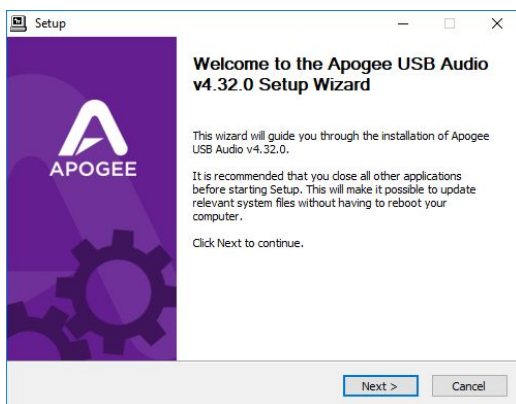 Setup
Welcome to the Apogee USB Audio
v4.32.0 Setup Wizard
APOGEE
This wizard will guide you through the installation of Apogee
USB Audio v4.32.0.
It is recommended that you close all other applications
before starting Setup. This will make it possible to update
relevant system files without having to reboot your
computer.
Click Next to continue.
Next >
Cancel